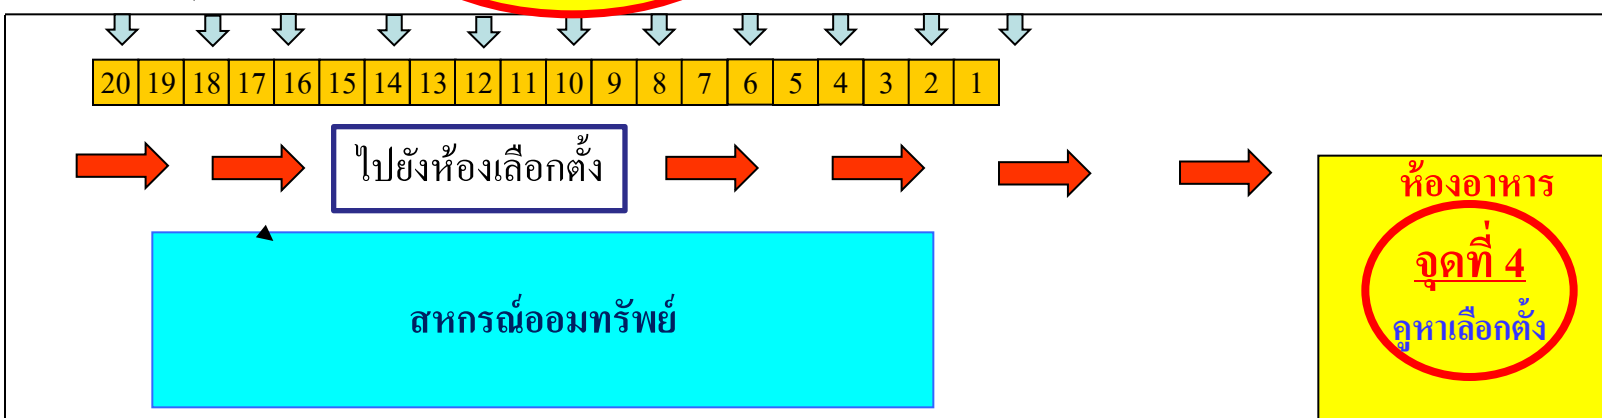 20 19 18 17 16 15 14 13 12 11 10 9 8 7 6 5 4 3 2 1
ไปยังห้องเลือกตั้ง
ห้องอาหาร
จุดที่ 4
คูหาเลือกตั้ง
สหกรณ์ออมทรัพย์